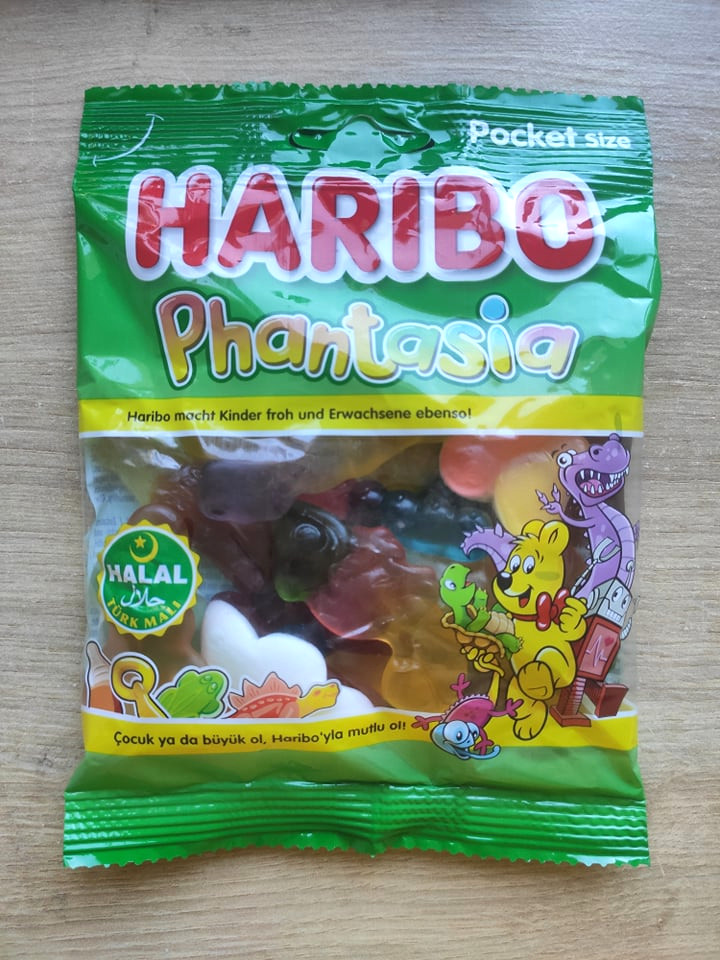 Pocket size
HARIBO
Phantasia
Haribo macht Kinder froh und Erwachsene ebenso!
HALAL
حلال
TÜRK MALI
Çocuk ya da büyük ol, Haribo'yla mutlu ol!